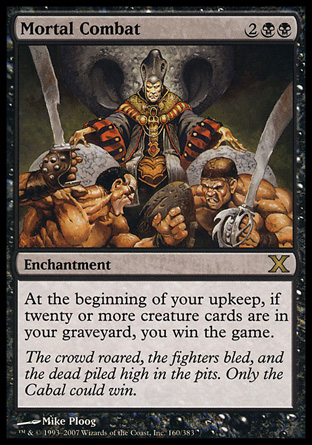 Mortal Combat 2
Enchantment X
At the beginning of your upkeep, if
twenty or more creature cards are in
your graveyard, you win the game.
The crowd roared, the fighters bled, and
the dead piled high in the pits. Only the
Cabal could win.
Mike Ploog
™ & © 1993–2007 Wizards of the Coast, Inc. 160/383